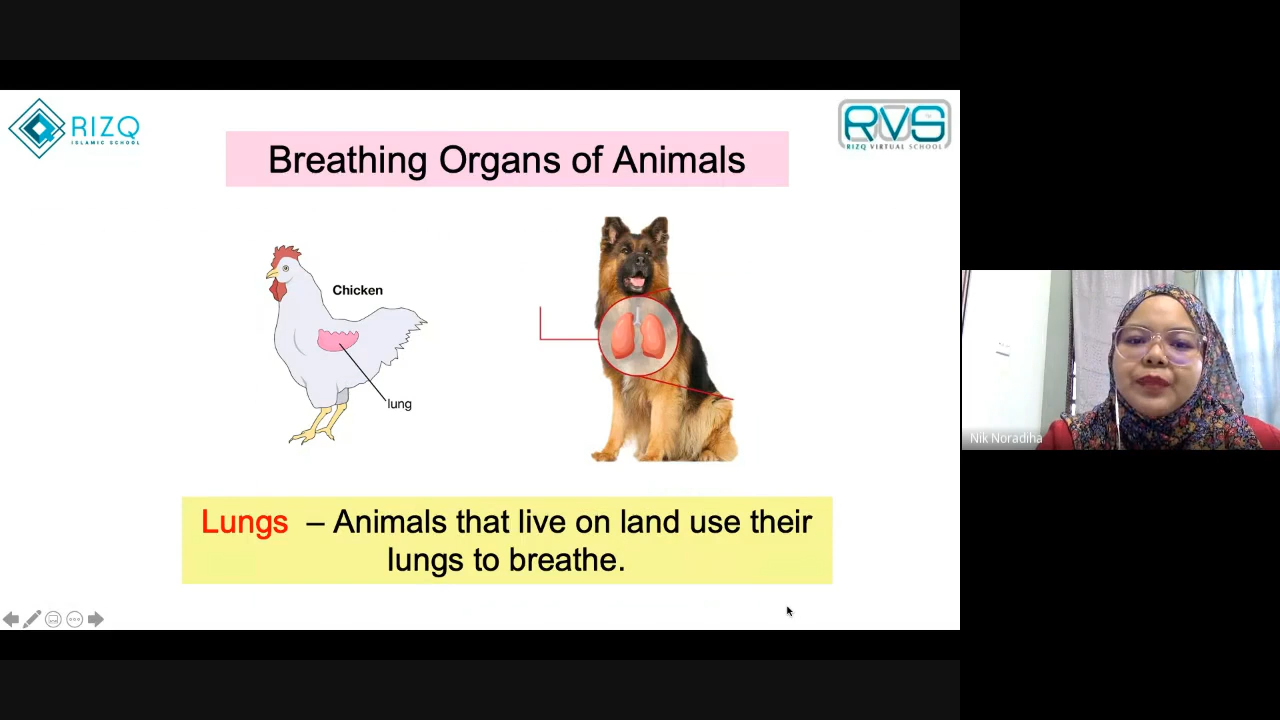 RIZQ
ISLAMIC SCHOOL
RVS
RIZQ VIRTUAL SCHOOL
Breathing Organs of Animals
Chicken
lung
Lungs – Animals that live on land use their
lungs to breathe.
Nik Noradiha